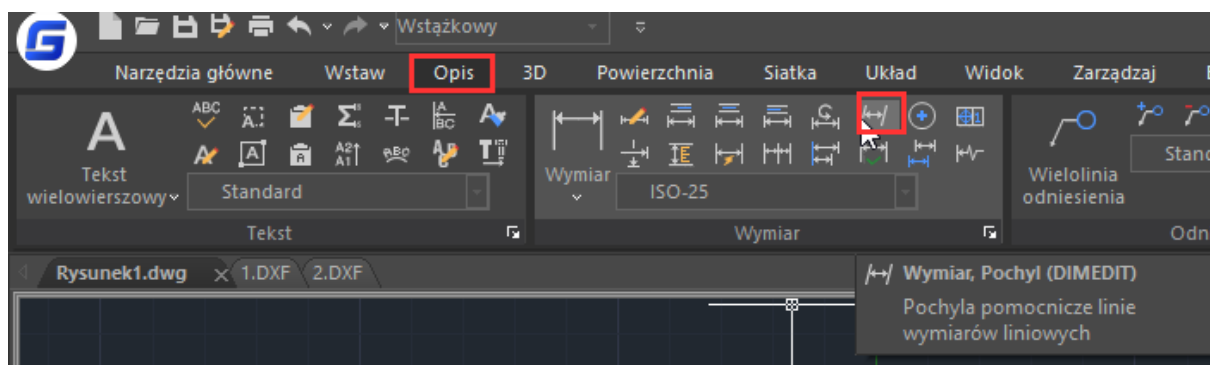 Wstążkowy
Narzędzia główne Wstaw Opis 3D Powierzchnia Siatka Układ Widok Zarządzaj
Tekst
wielowierszowy
Standard
Tekst
Wymiar
ISO-25
Wymiar
Wielolinia
odniesienia
Rysunek1.dwg 1.DXF 2.DXF
Wymiar, Pochyl (DIMEDIT)
Pochyla pomocnicze linie
wymiarów liniowych